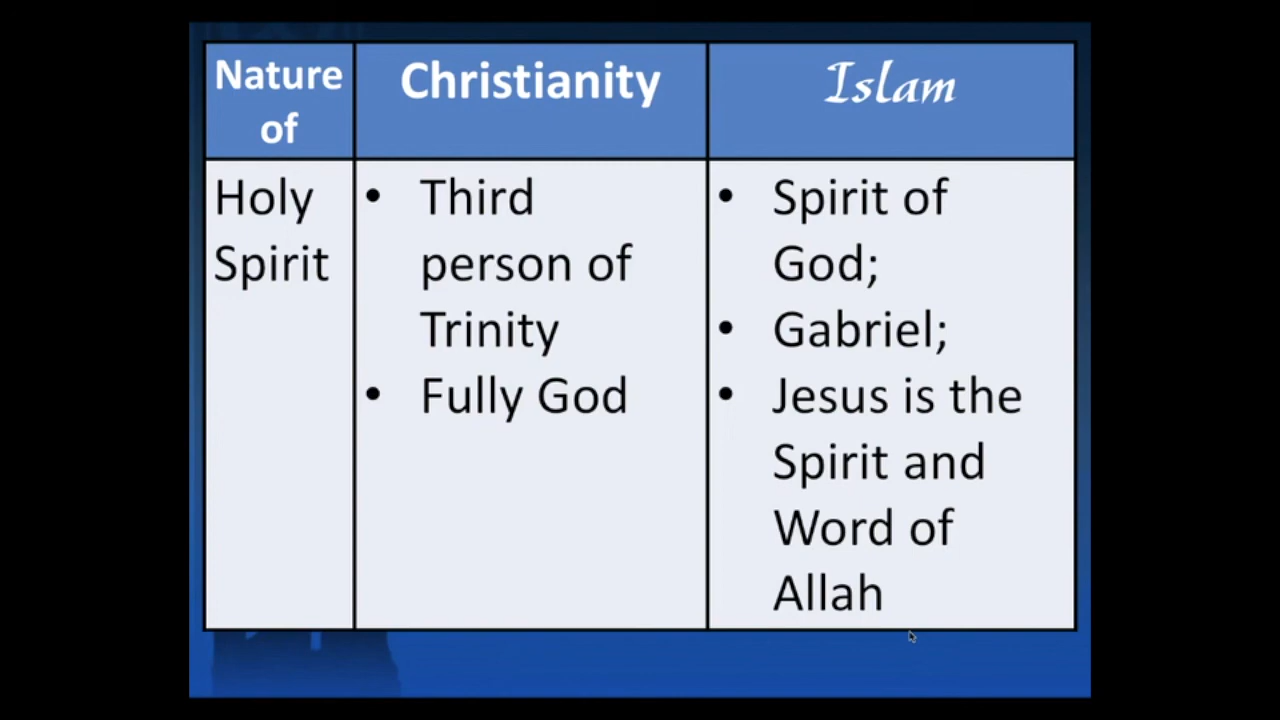 Nature
of
Christianity
Islam
Holy
Spirit
• Third
person of
Trinity
• Fully God
• Spirit of
God;
• Gabriel;
• Jesus is the
Spirit and
Word of
Allah